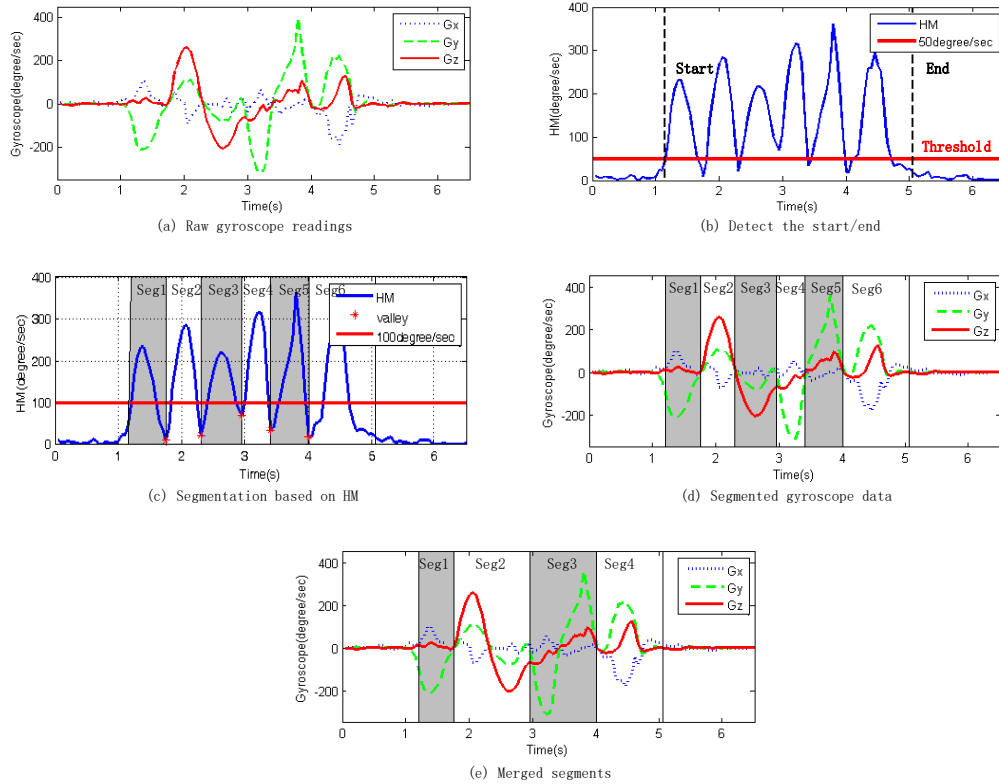 Gyroscope(degree/sec)
400
200
0
-200
0 1 2 3 4 5 6
Time(s)
Gx
Gy
Gz
(a) Raw gyroscope readings
HM(degree/sec)
400
300
200
100
50
0
0 1 2 3 4 5 6
Time(s)
Start
End
Threshold
HM
50degree/sec
(b) Detect the start/end
HM(degree/sec)
400
300
200
100
0
0 1 2 3 4 5 6
Time(s)
Seg1 Seg2 Seg3 Seg4 Seg5 Seg6
HM
valley
100degree/sec
(c) Segmentation based on HM
Gyroscope(degree/sec)
400
200
0
-200
0 1 2 3 4 5 6
Time(s)
Seg1 Seg2 Seg3 Seg4 Seg5 Seg6
Gx
Gy
Gz
(d) Segmented gyroscope data
Gyroscope(degree/sec)
400
200
0
-200
0 1 2 3 4 5 6
Time(s)
Seg1 Seg2 Seg3 Seg4
Gx
Gy
Gz
(e) Merged segments